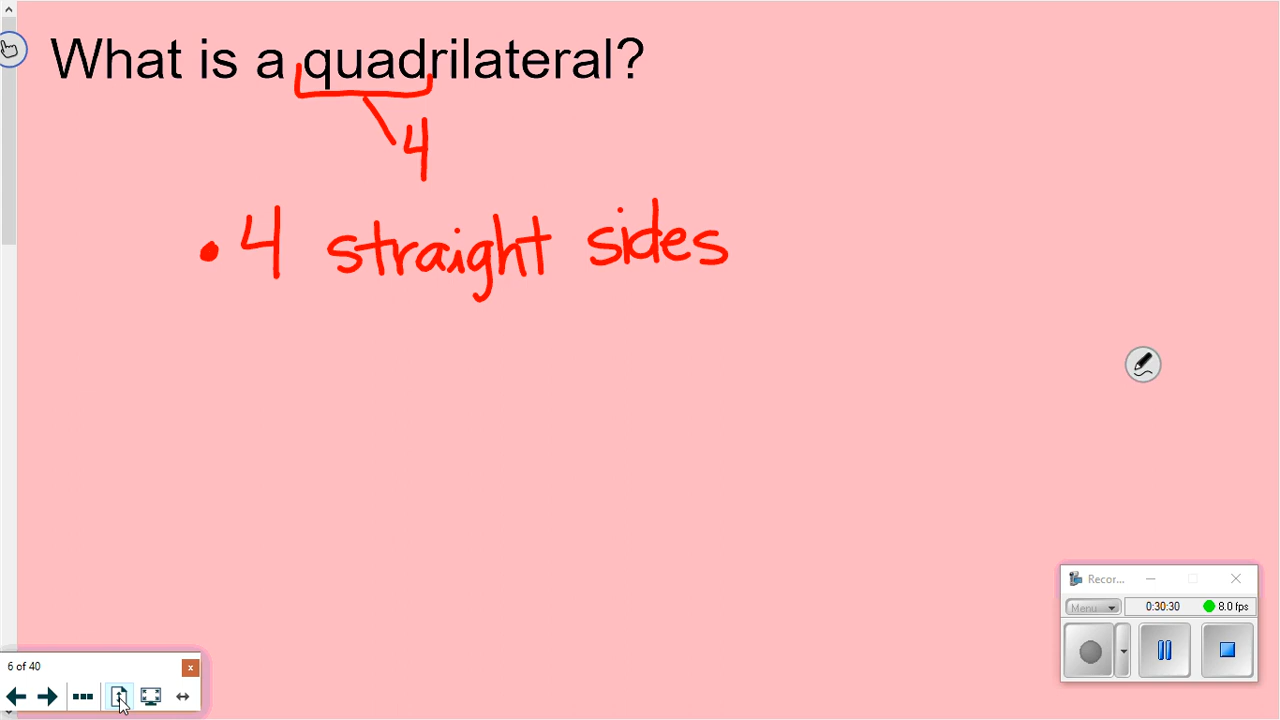 What is a quadrilateral?
4
• 4 straight sides
Recor...
Menu
0:30:30
8.0 fps
6 of 40